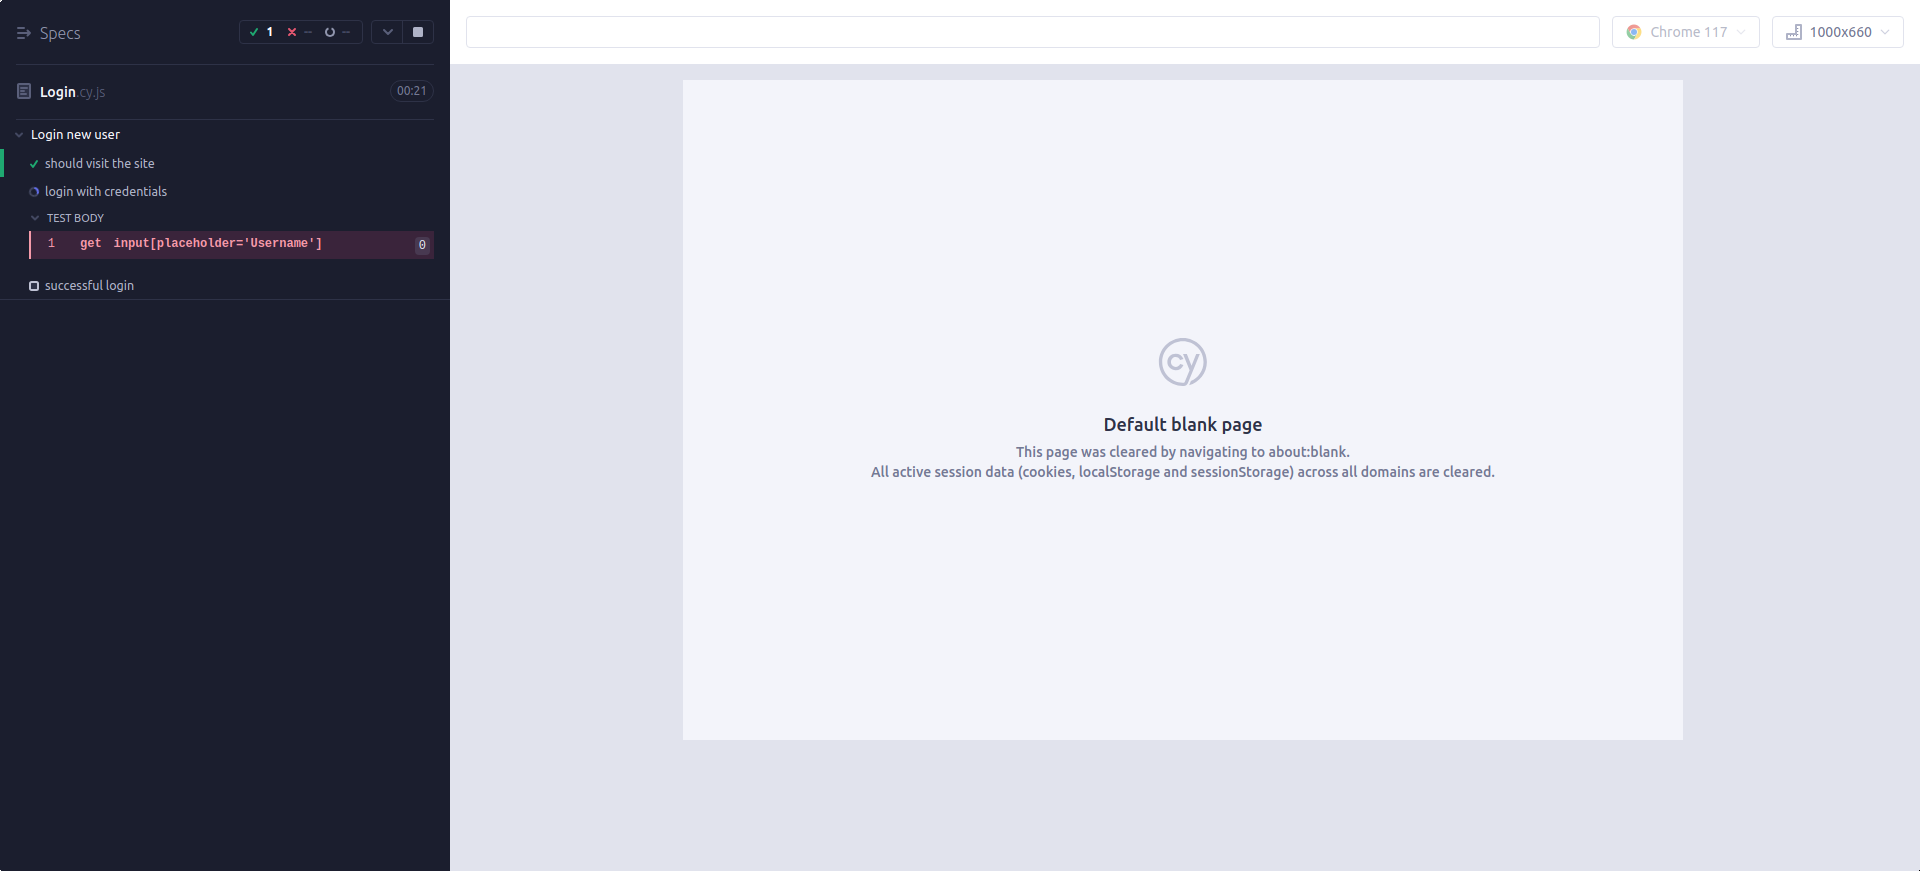 Specs
1 -- --
Login.cy.js
00:21
Login new user
should visit the site
login with credentials
TEST BODY
1 get input[placeholder='Username'] 0
successful login
Chrome 117
1000x660
cy
Default blank page
This page was cleared by navigating to about:blank.
All active session data (cookies, localStorage and sessionStorage) across all domains are cleared.